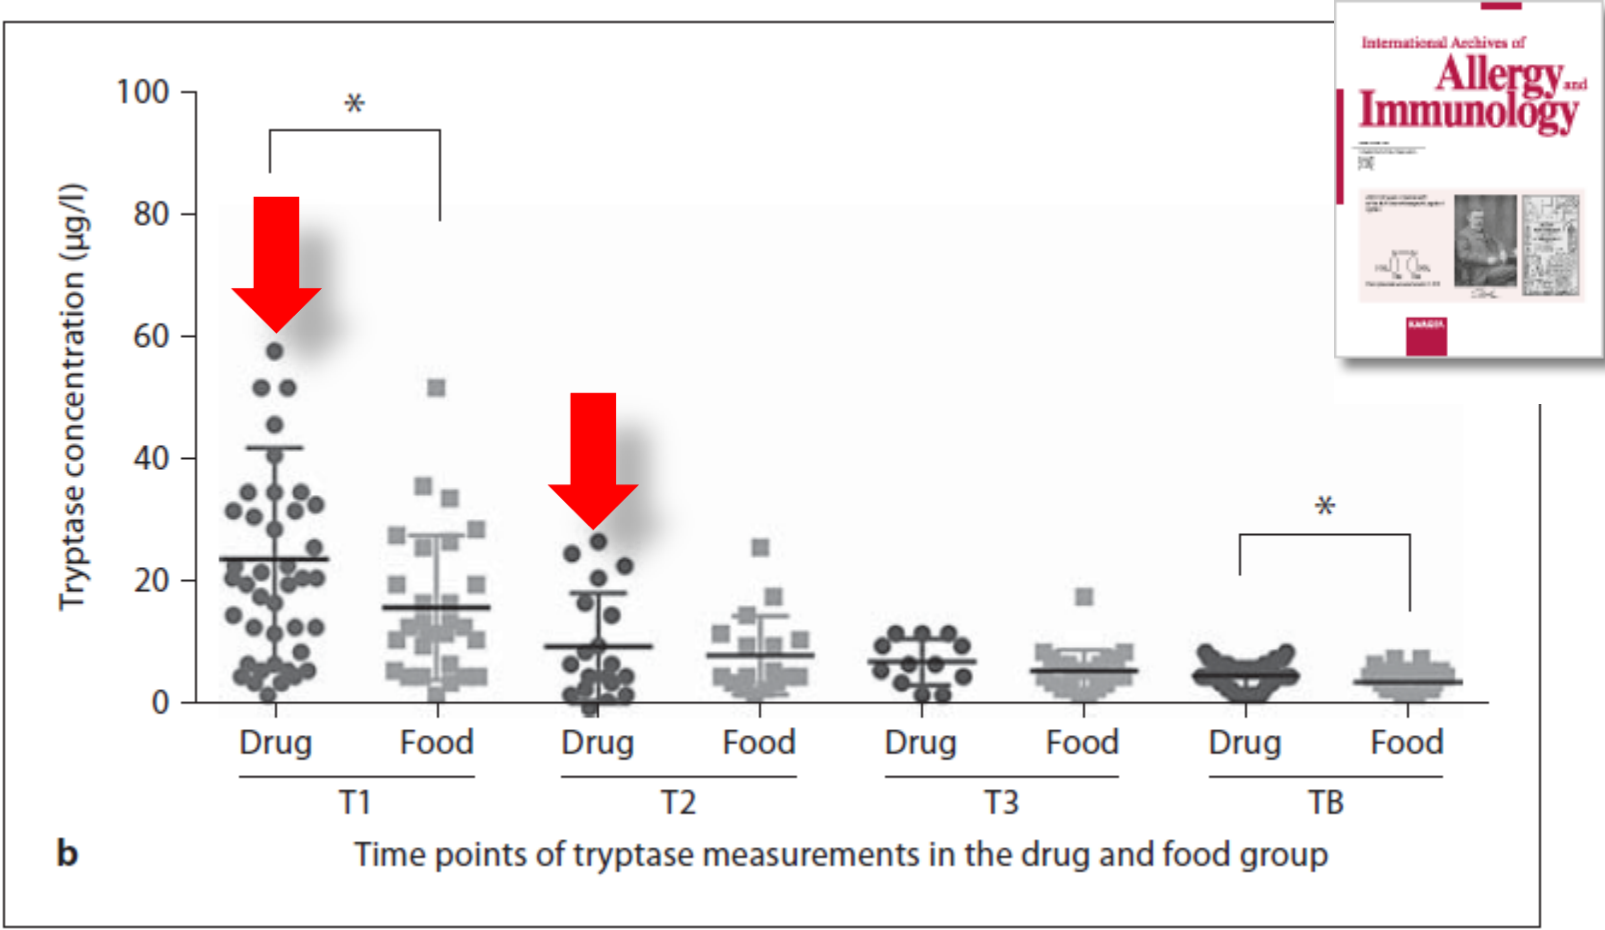 International Archives of
Allergy and
Immunology
KARGER
*
*
Tryptase concentration (µg/l)
100
80
60
40
20
0
Drug Food Drug Food Drug Food Drug Food
T1 T2 T3 TB
b Time points of tryptase measurements in the drug and food group